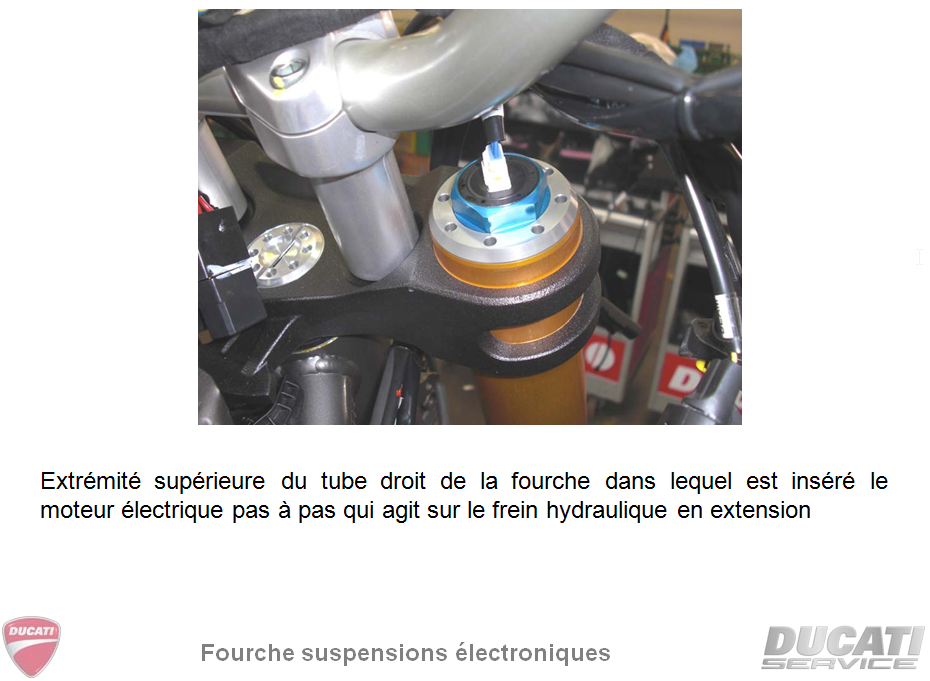 Extrémité supérieure du tube droit de la fourche dans lequel est inséré le
moteur électrique pas à pas qui agit sur le frein hydraulique en extension
DUCATI
Fourche suspensions électroniques
DUCATI
SERVICE